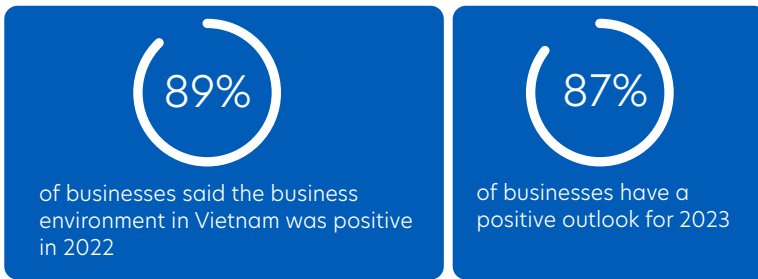 89%
of businesses said the business
environment in Vietnam was positive
in 2022
87%
of businesses have a
positive outlook for 2023